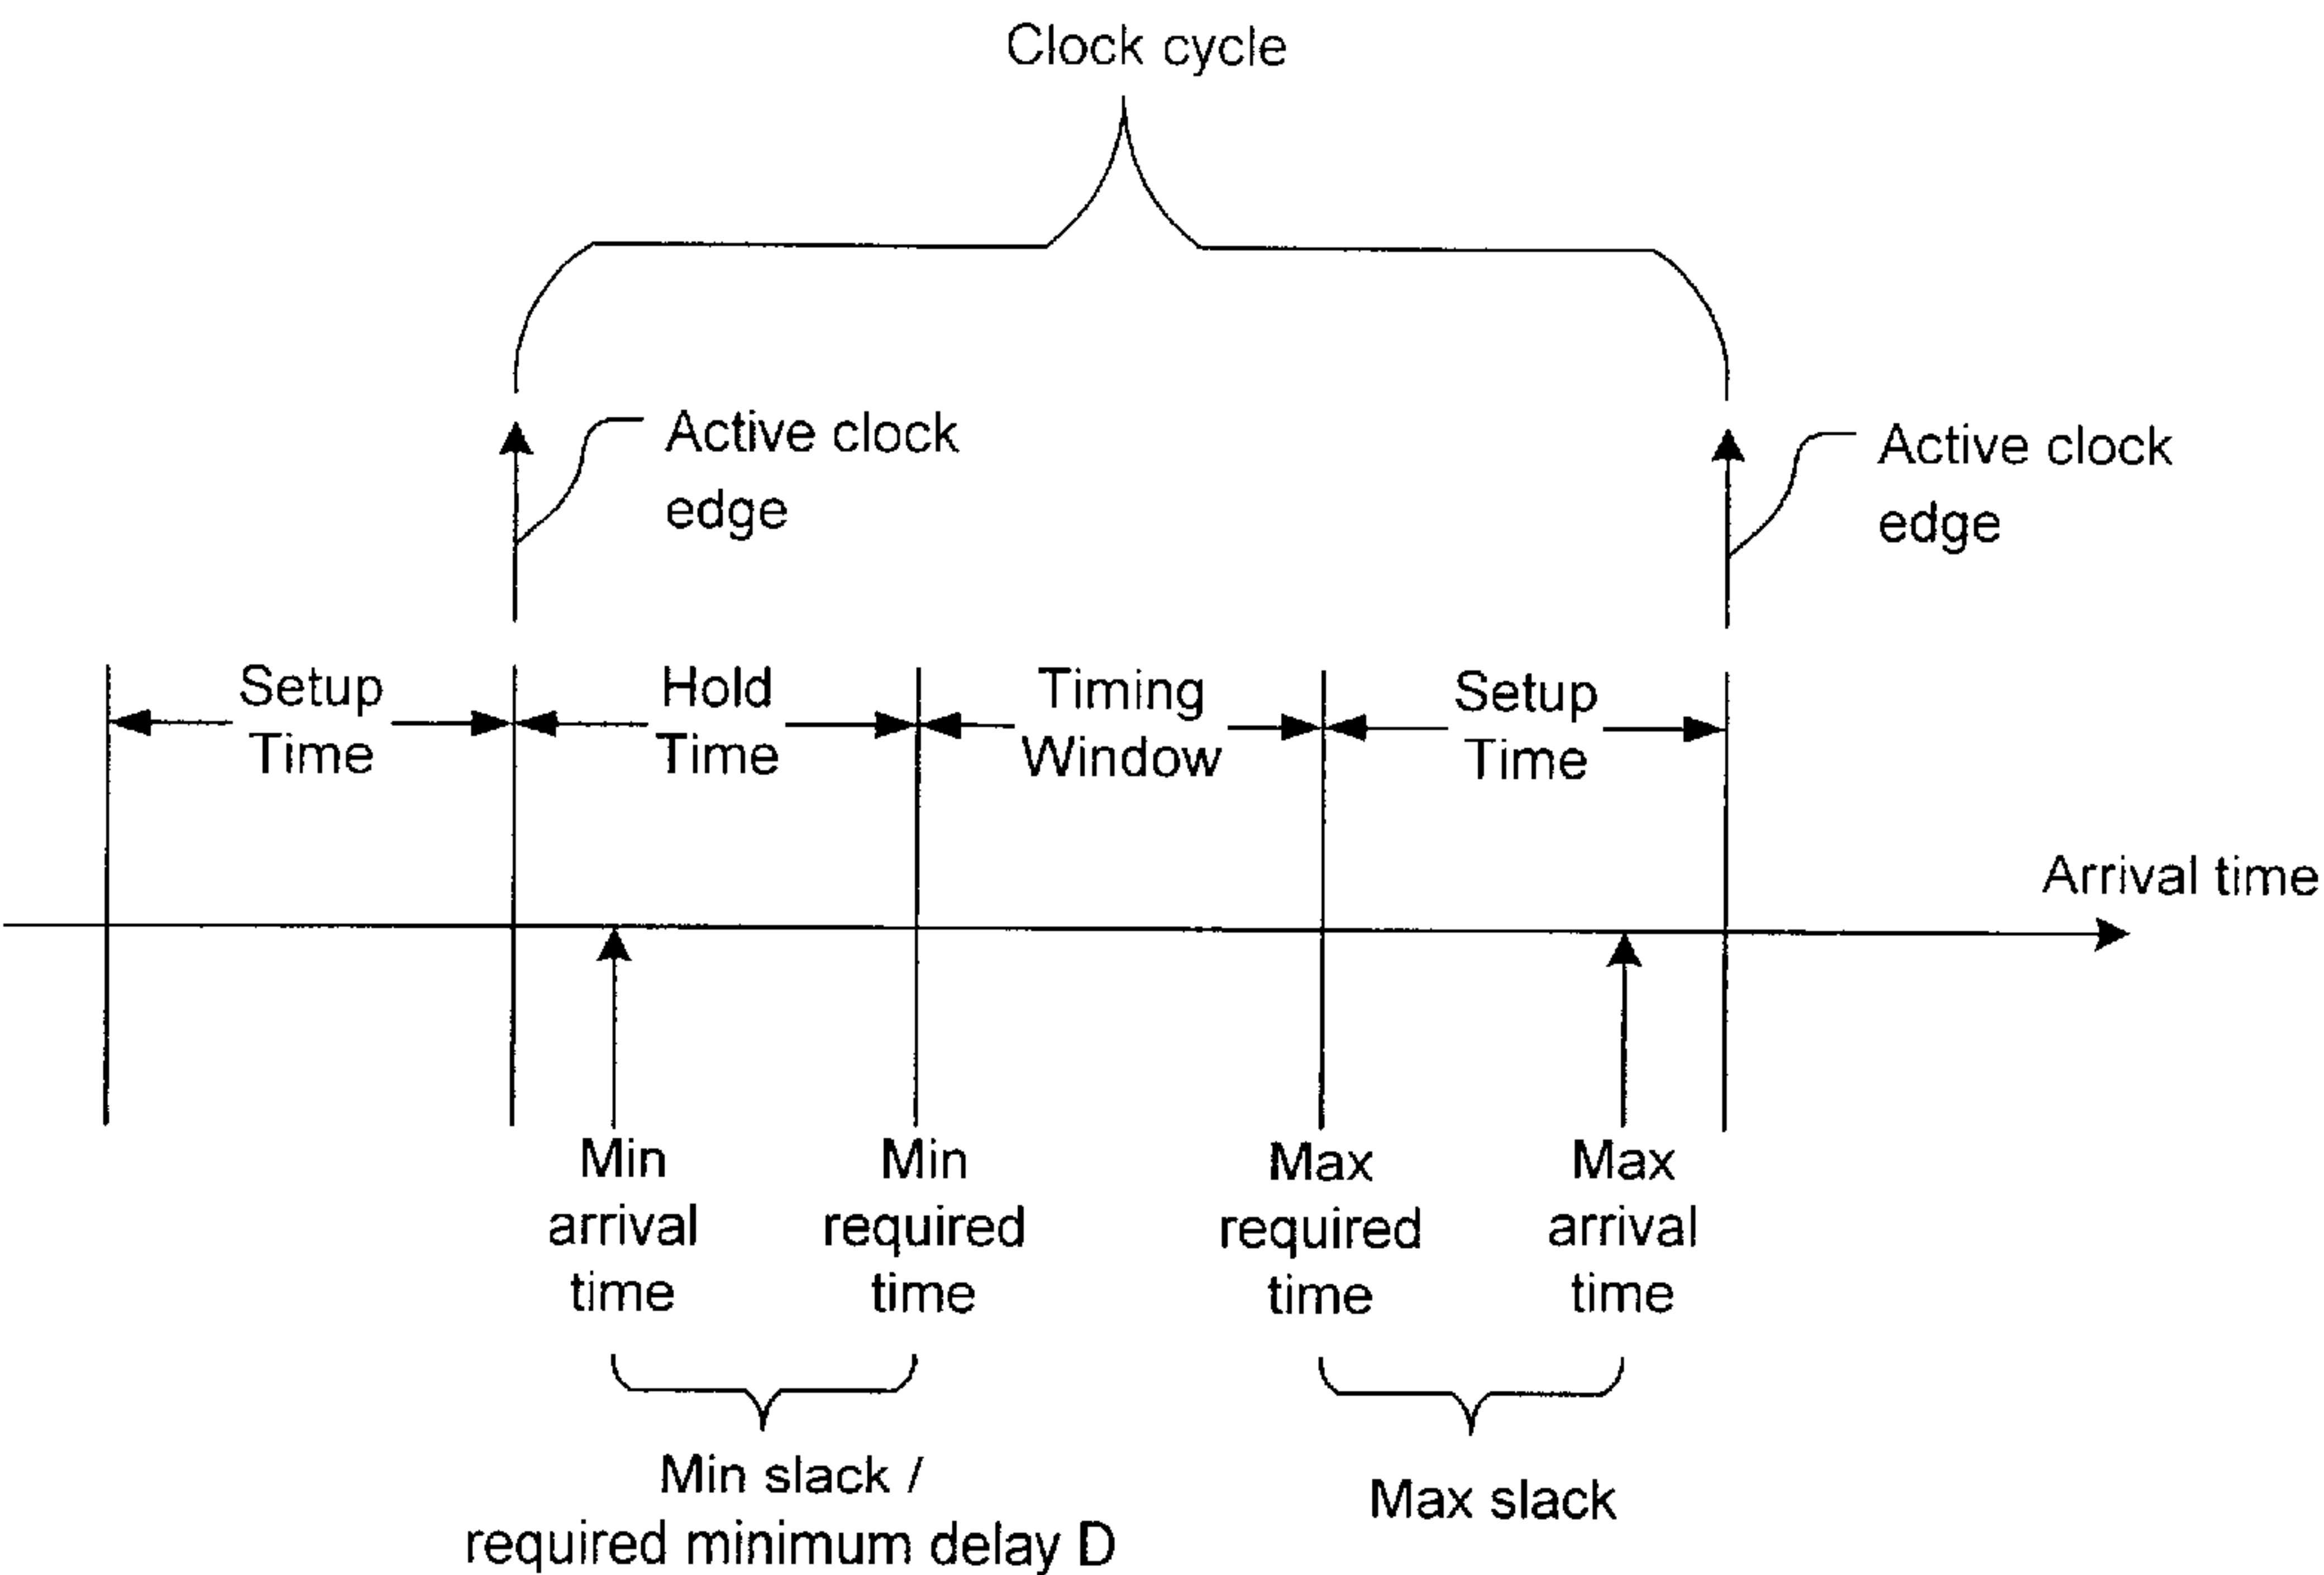 Clock cycle
Active clock
edge
Active clock
edge
Setup
Time
Hold
Time
Timing
Window
Setup
Time
Arrival time
Min
arrival
time
Min
required
time
Max
required
time
Max
arrival
time
Min slack /
required minimum delay D
Max slack